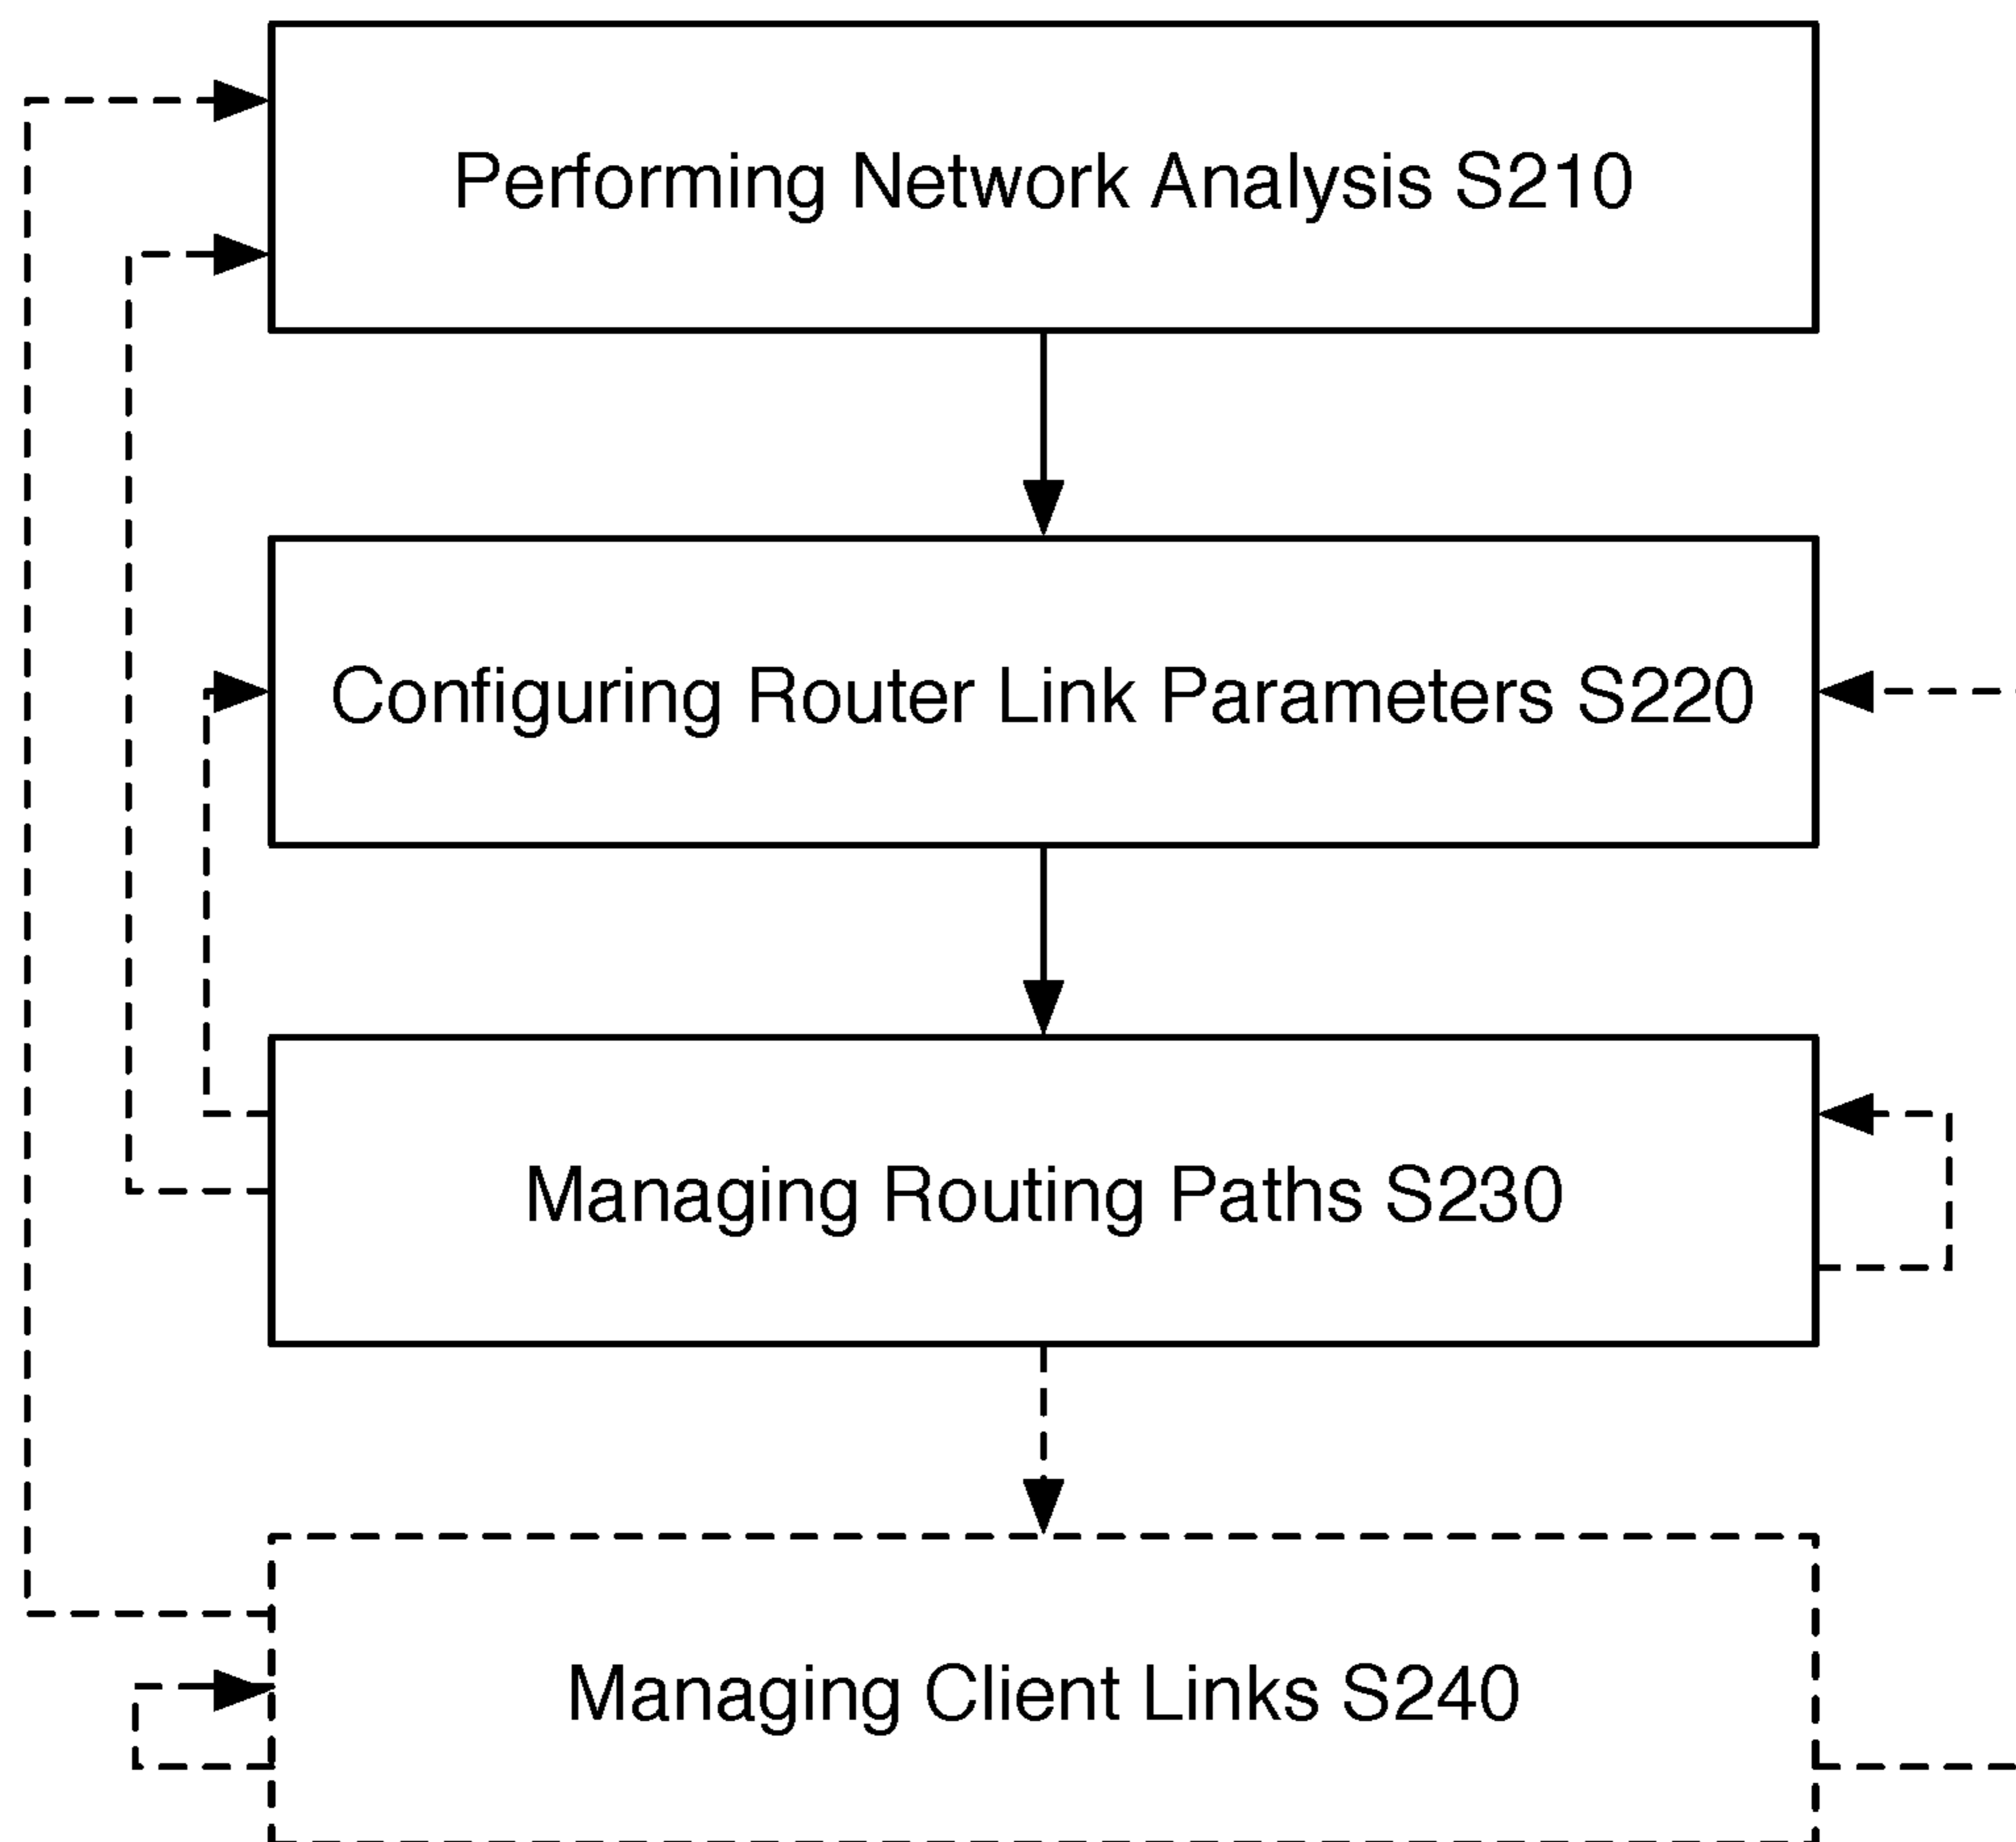 Performing Network Analysis S210
Configuring Router Link Parameters S220
Managing Routing Paths S230
Managing Client Links S240